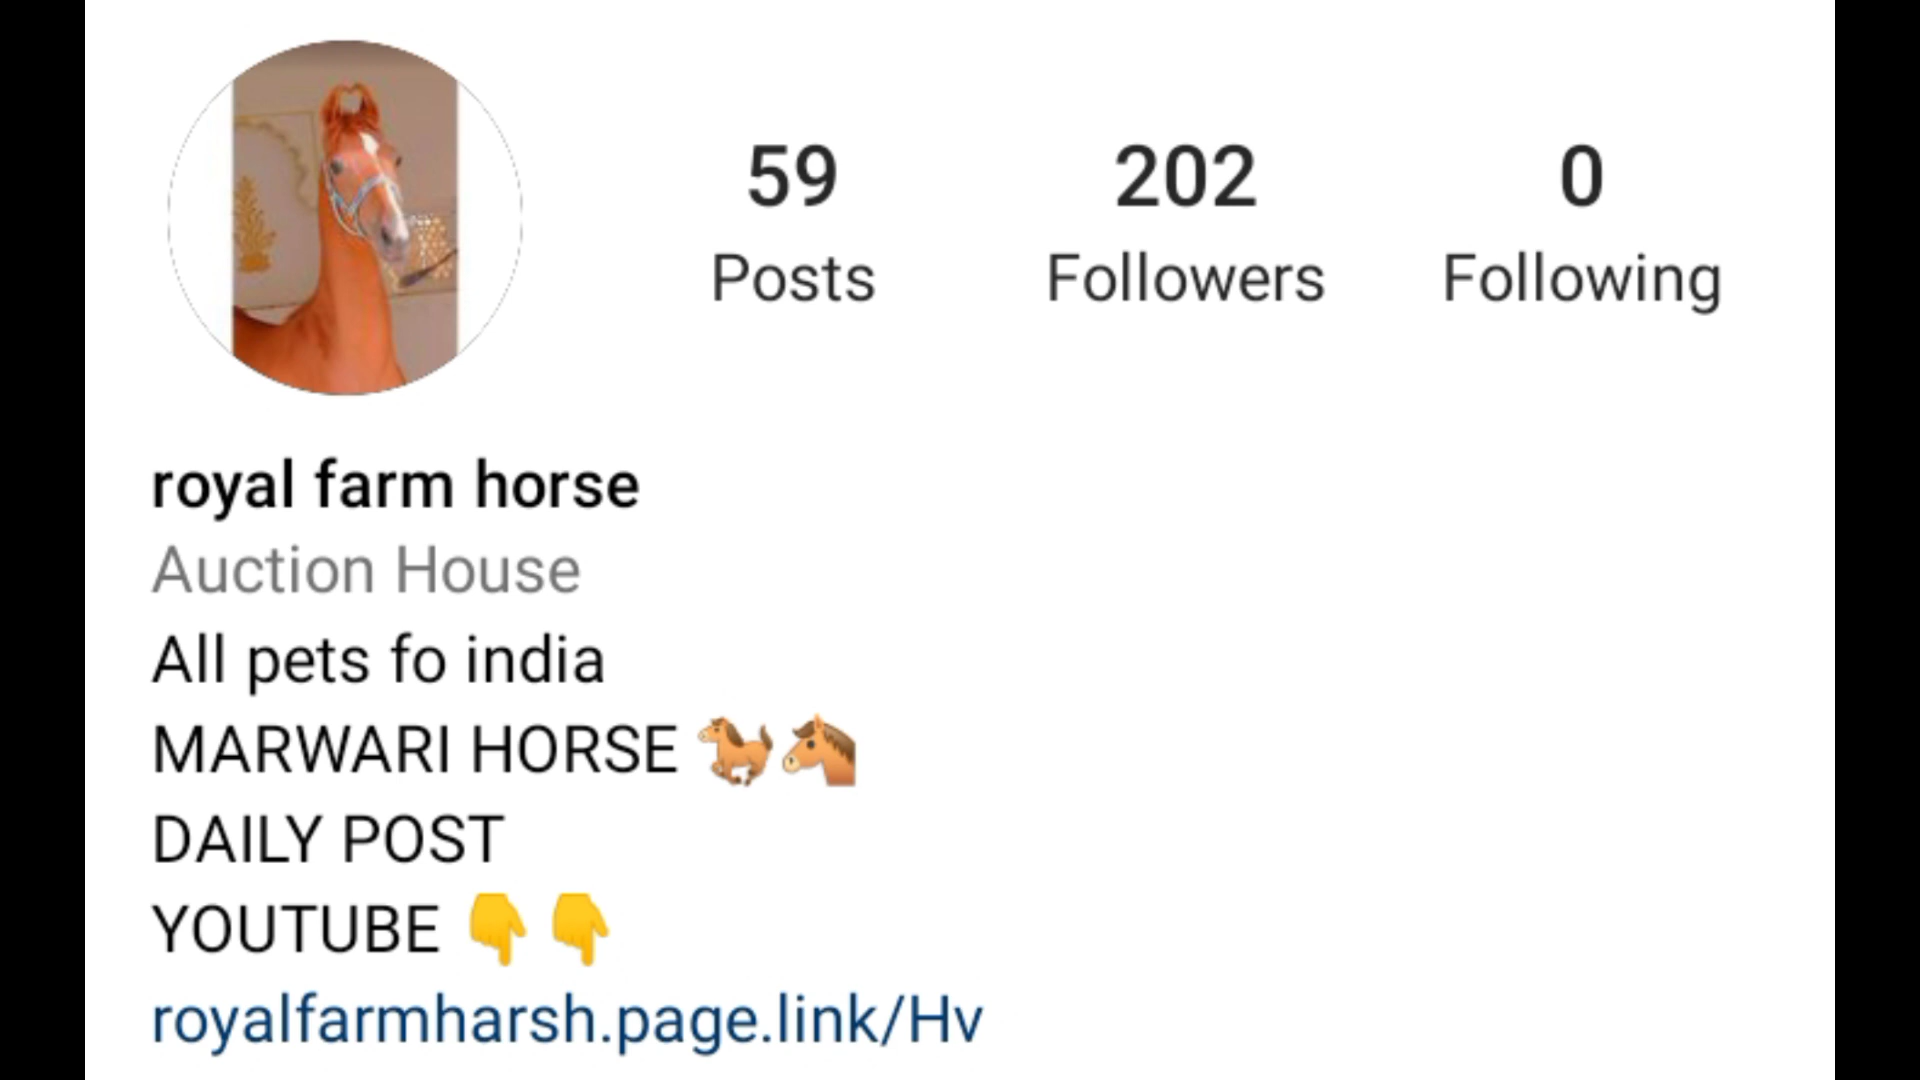 59 202 0
Posts Followers Following
royal farm horse
Auction House
All pets fo india
MARWARI HORSE 🐎🐴
DAILY POST
YOUTUBE 👇👇
royalfarmharsh.page.link/Hv